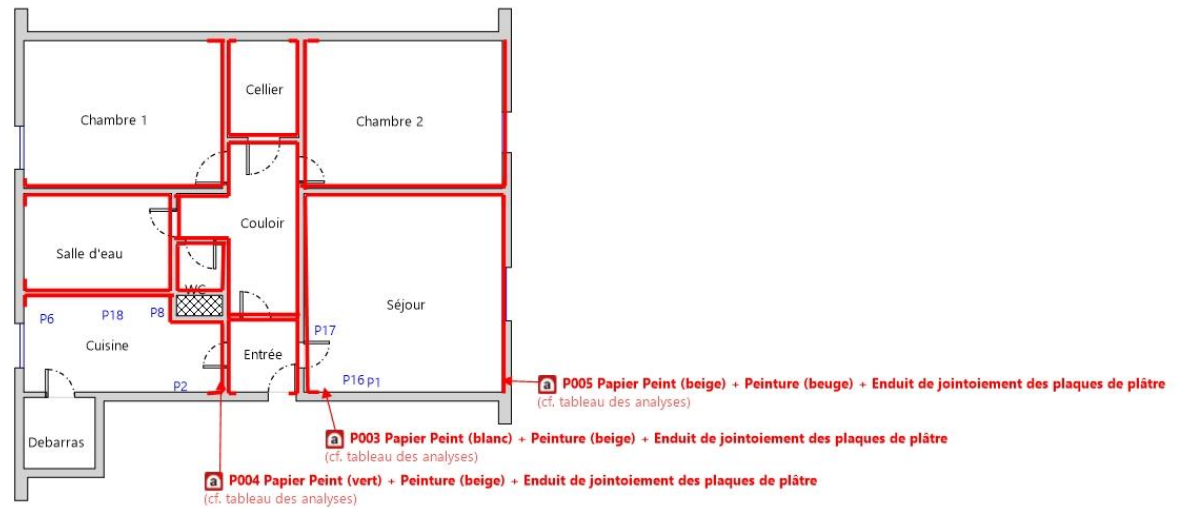 Cellier
Chambre 1
Chambre 2
Couloir
Salle d'eau
WC
Séjour
P6 P18 P8
P17
Cuisine
Entrée
P2
P16 P1
a P005 Papier Peint (beige) + Peinture (beuge) + Enduit de jointoiement des plaques de plâtre
(cf. tableau des analyses)
Debarras
a P003 Papier Peint (blanc) + Peinture (beige) + Enduit de jointoiement des plaques de plâtre
(cf. tableau des analyses)
a P004 Papier Peint (vert) + Peinture (beige) + Enduit de jointoiement des plaques de plâtre
(cf. tableau des analyses)